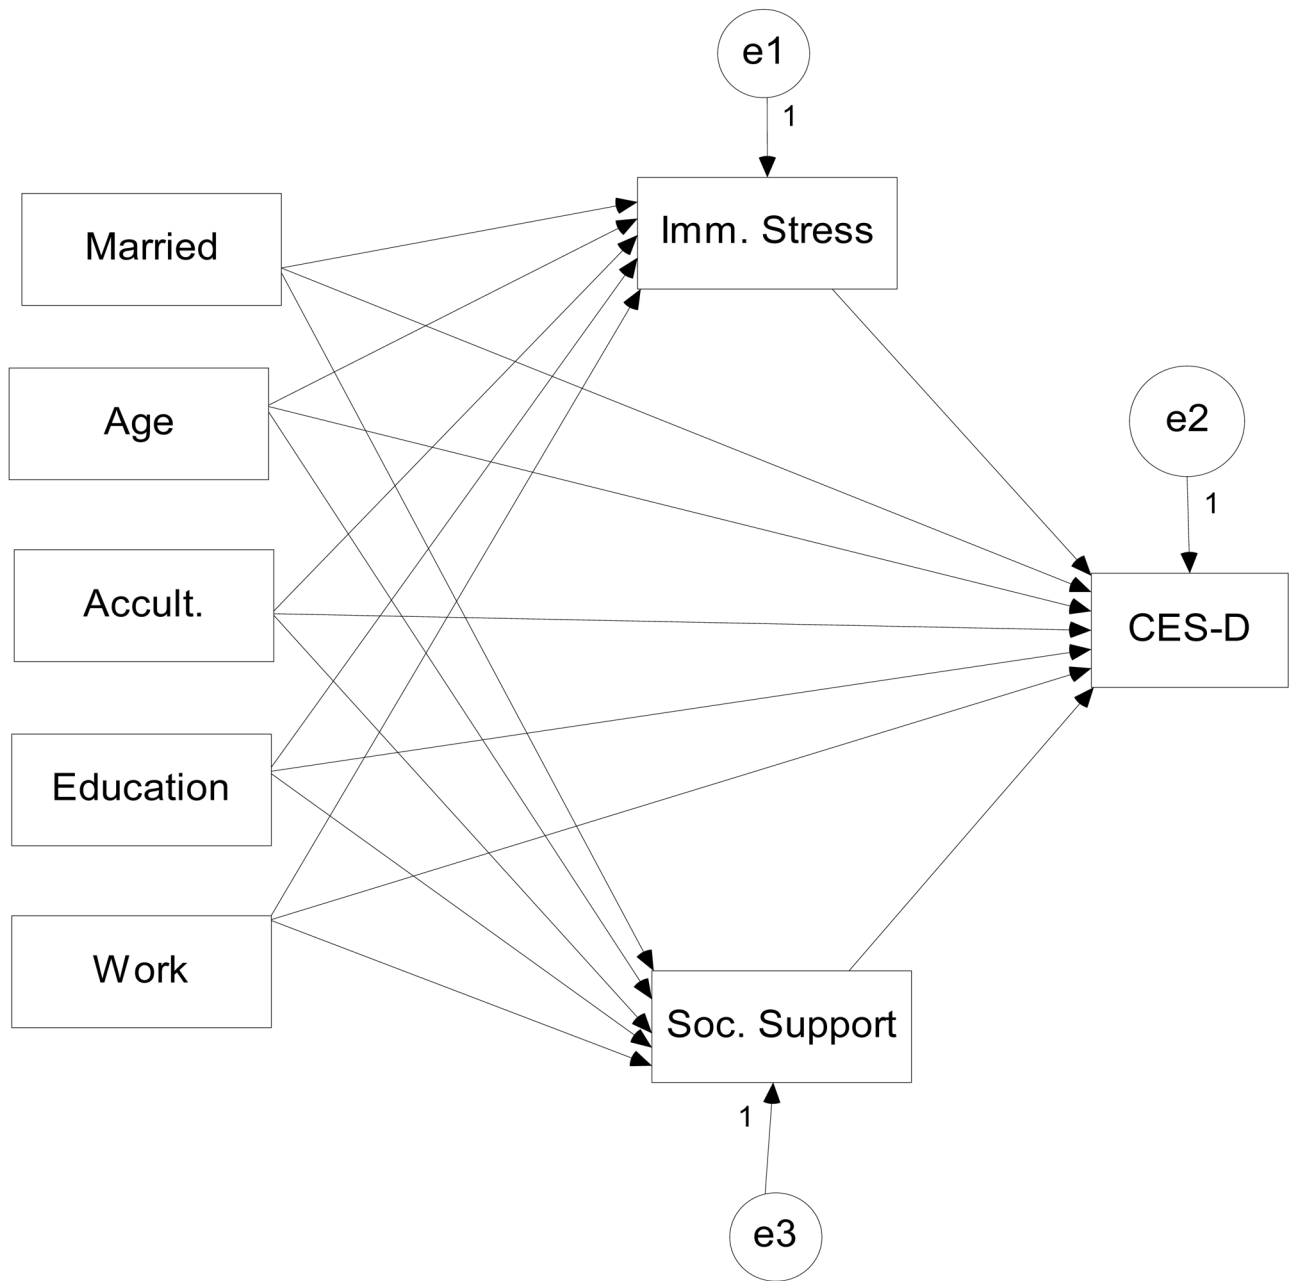 e1
1
Married
Imm. Stress
Age
e2
1
Accult.
CES-D
Education
Work
Soc. Support
1
e3